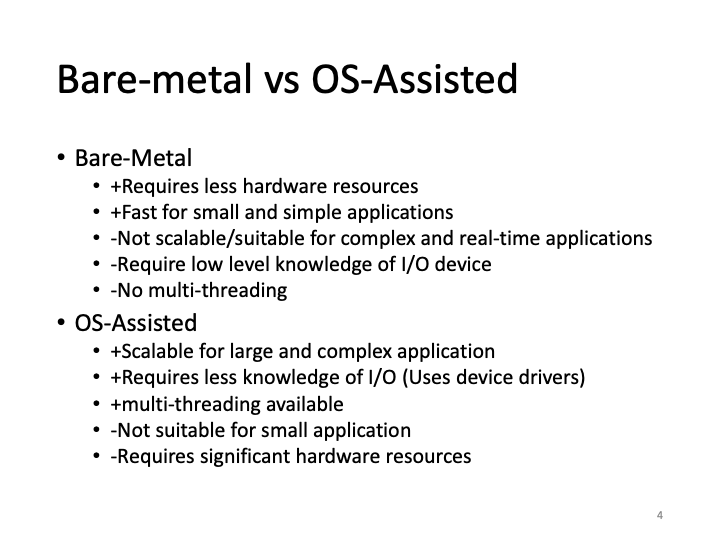 Bare-metal vs OS-Assisted
• Bare-Metal
• +Requires less hardware resources
• +Fast for small and simple applications
• -Not scalable/suitable for complex and real-time applications
• -Require low level knowledge of I/O device
• -No multi-threading
• OS-Assisted
• +Scalable for large and complex application
• +Requires less knowledge of I/O (Uses device drivers)
• +multi-threading available
• -Not suitable for small application
• -Requires significant hardware resources
4